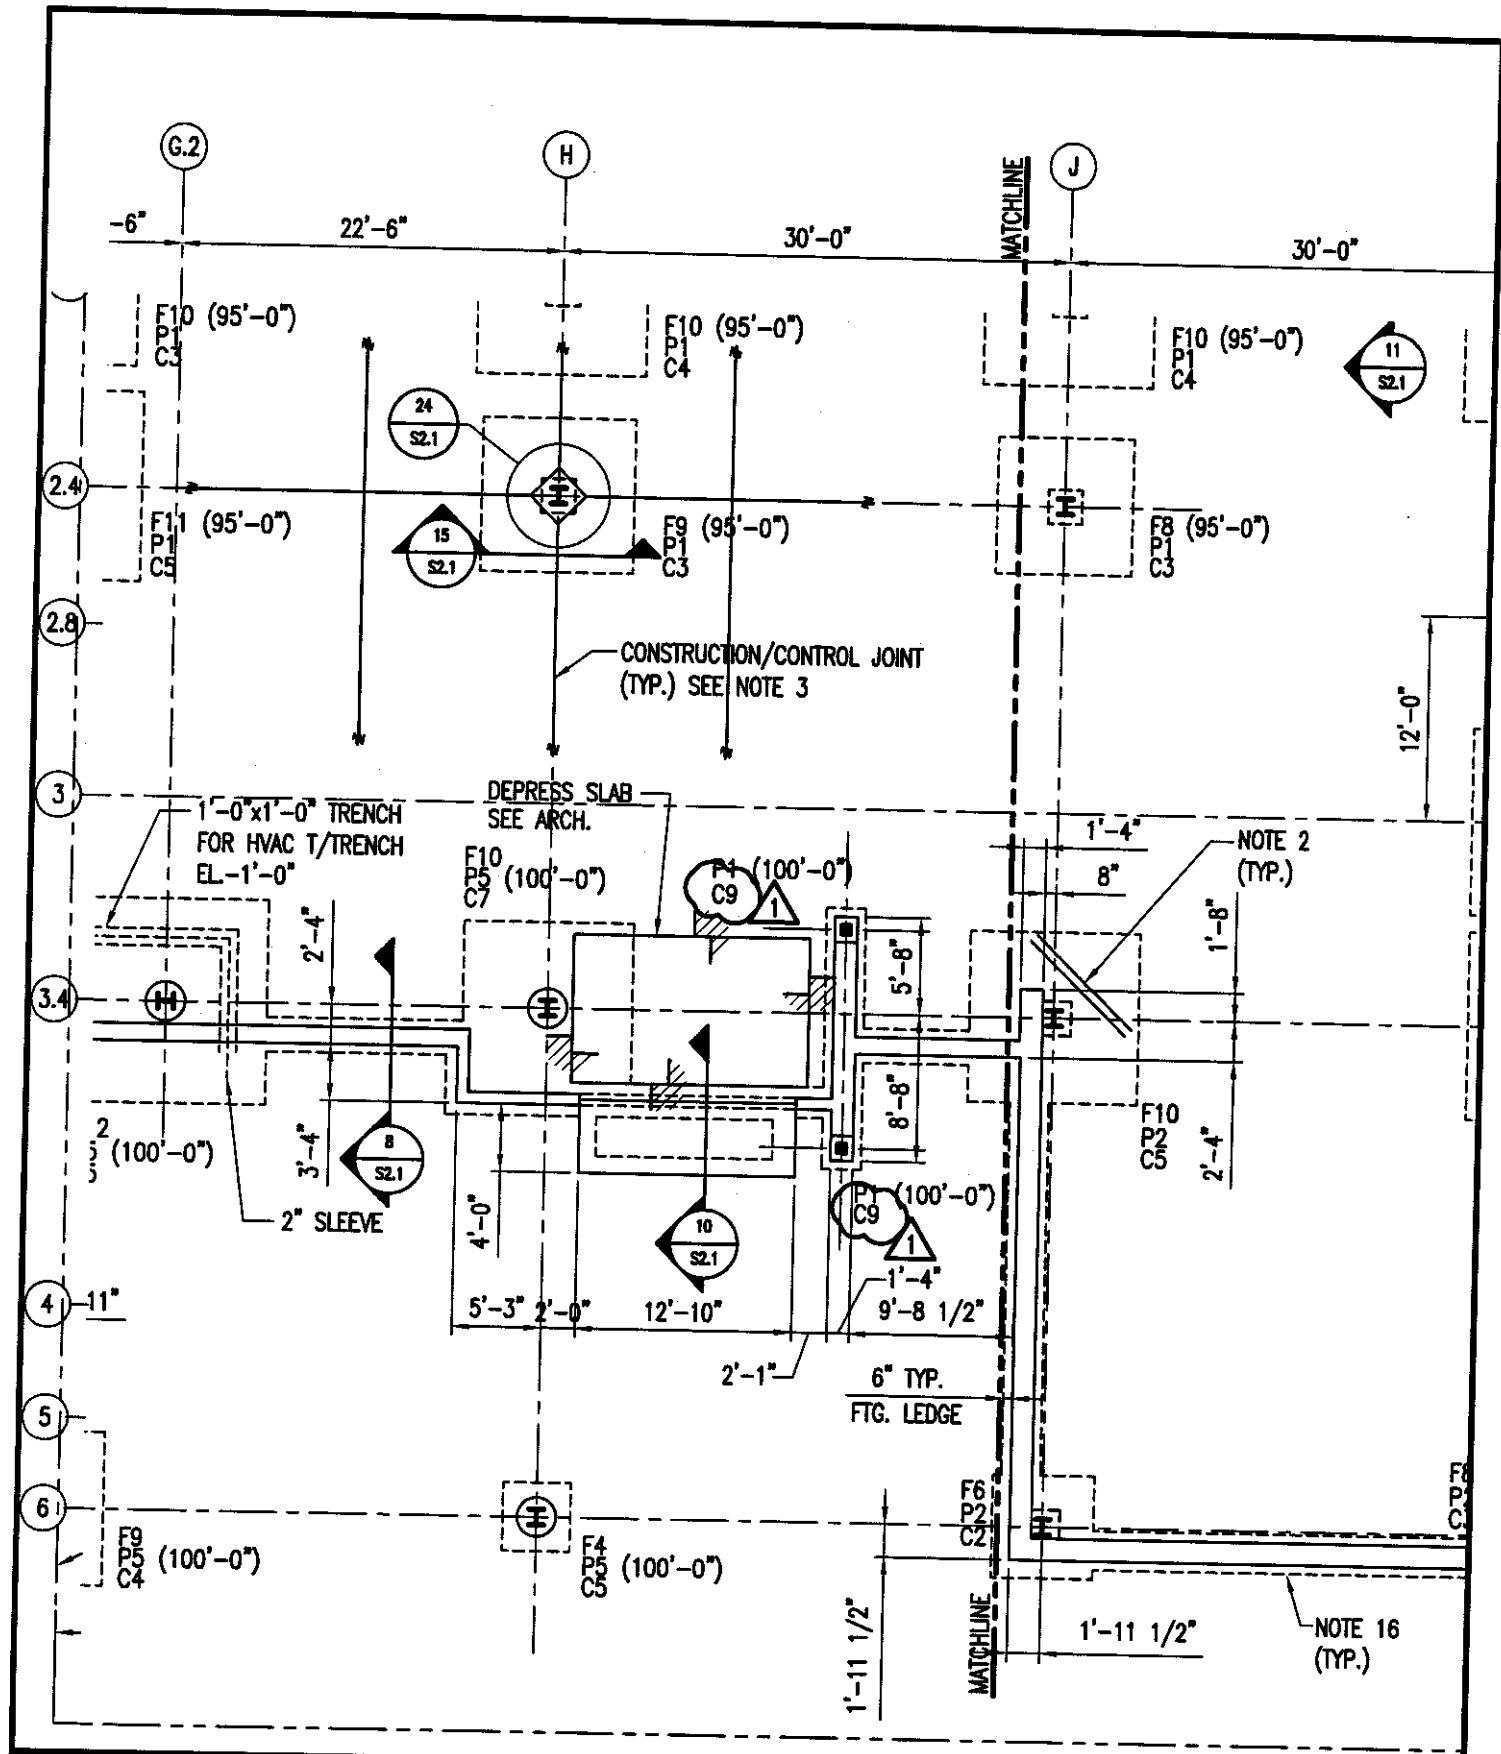 G.2
H
J
MATCHLINE
-6"
22'-6"
30'-0"
30'-0"
F10 (95'-0")
P1
C3
F10 (95'-0")
P1
C4
F10 (95'-0")
P1
C4
11
S2.1
24
S2.1
2.4
F11 (95'-0")
P1
C5
15
S2.1
F9 (95'-0")
P1
C3
F8 (95'-0")
P1
C3
2.8
CONSTRUCTION/CONTROL JOINT
(TYP.) SEE NOTE 3
12'-0"
3
1'-0"x1'-0" TRENCH
FOR HVAC T/TRENCH
EL.-1'-0"
DEPRESS SLAB
SEE ARCH.
1'-4"
8"
NOTE 2
(TYP.)
F10
P5 (100'-0")
C7
P1 (100'-0")
C9
1
2'-4"
5'-8"
1'-8"
3.4
8'-8"
2
(100'-0")
3'-4"
8
S2.1
F10
P2
C5
2'-4"
2" SLEEVE
4'-0"
10
S2.1
P1 (100'-0")
C9
1
4
11"
5'-3"
2'-0"
12'-10"
1'-4"
9'-8 1/2"
2'-1"
6" TYP.
FTG. LEDGE
5
6
F9
P5 (100'-0")
C4
F4
P5 (100'-0")
C5
F6
P2
C2
1'-11 1/2"
MATCHLINE
1'-11 1/2"
NOTE 16
(TYP.)